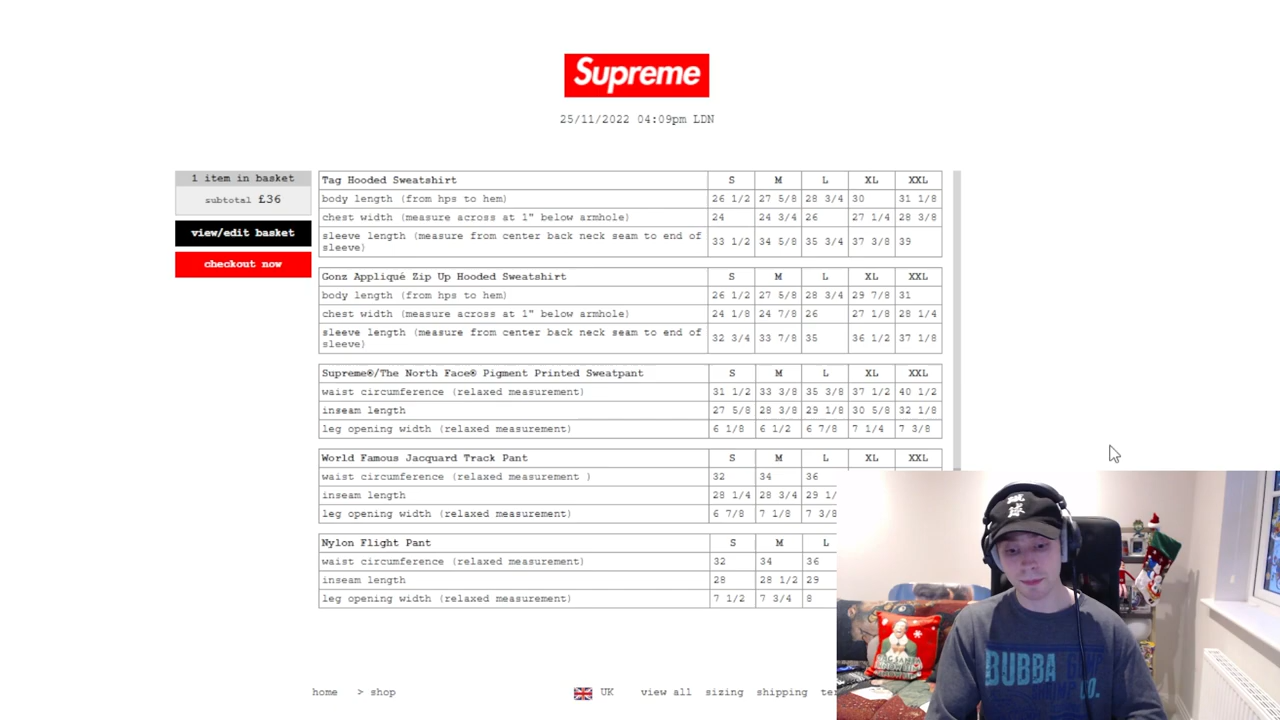 Supreme
25/11/2022 04:09pm LDN
1 item in basket
subtotal £36
view/edit basket
checkout now
Tag Hooded Sweatshirt S M L XL XXL
body length (from hps to hem) 26 1/2 27 5/8 28 3/4 30 31 1/8
chest width (measure across at 1" below armhole) 24 24 3/4 26 27 1/4 28 3/8
sleeve length (measure from center back neck seam to end of
sleeve) 33 1/2 34 5/8 35 3/4 37 3/8 39
Gonz Appliqué Zip Up Hooded Sweatshirt
body length (from hps to hem) 26 1/2 27 5/8 28 3/4 29 7/8 31
chest width (measure across at 1" below armhole) 24 1/8 24 7/8 26 27 1/8 28 1/4
sleeve length (measure from center back neck seam to end of
sleeve) 32 3/4 33 7/8 35 36 1/2 37 1/8
Supreme®/The North Face® Pigment Printed Sweatpant S M L XL XXL
waist circumference (relaxed measurement) 31 1/2 33 3/8 35 3/8 37 1/2 40 1/2
inseam length 27 5/8 28 3/8 29 1/8 30 5/8 32 1/8
leg opening width (relaxed measurement) 6 1/8 6 1/2 6 7/8 7 1/4 7 3/8
World Famous Jacquard Track Pant S M L XL XXL
waist circumference (relaxed measurement ) 32 34 36
inseam length 28 1/4 28 3/4 29 1/
leg opening width (relaxed measurement) 6 7/8 7 1/8 7 3/8
Nylon Flight Pant S M L
waist circumference (relaxed measurement) 32 34 36
inseam length 28 28 1/2 29
leg opening width (relaxed measurement) 7 1/2 7 3/4 8
home > shop
UK view all sizing shipping te
BUBBA
CO.